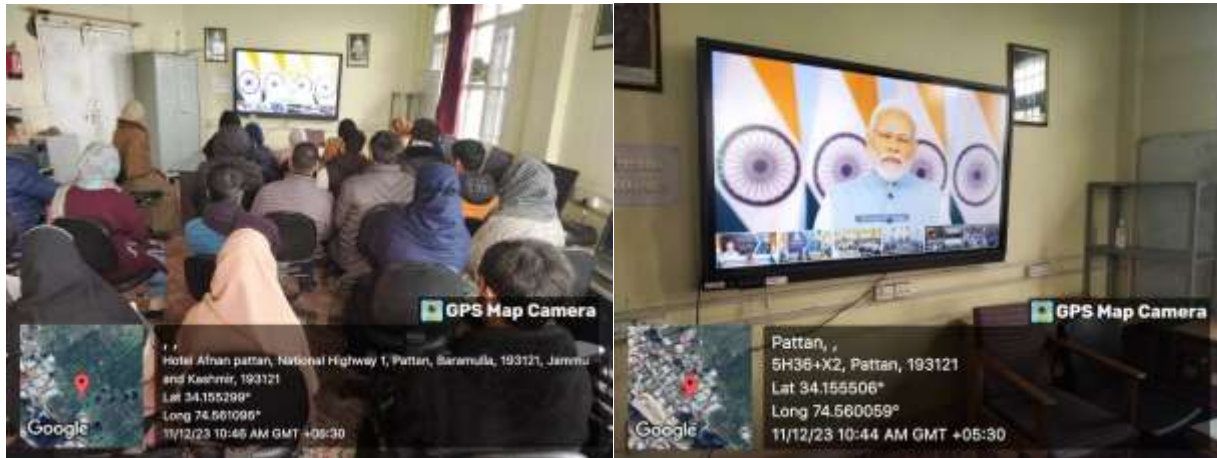 GPS Map Camera
, ,
Hotel Afnan pattan, National Highway 1, Pattan, Baramulla, 193121, Jammu
and Kashmir, 193121
Lat 34.155299°
Long 74.561096°
11/12/23 10:46 AM GMT +05:30
Google
GPS Map Camera
Pattan, ,
5H36+X2, Pattan, 193121
Lat 34.155506°
Long 74.560059°
11/12/23 10:44 AM GMT +05:30
Google